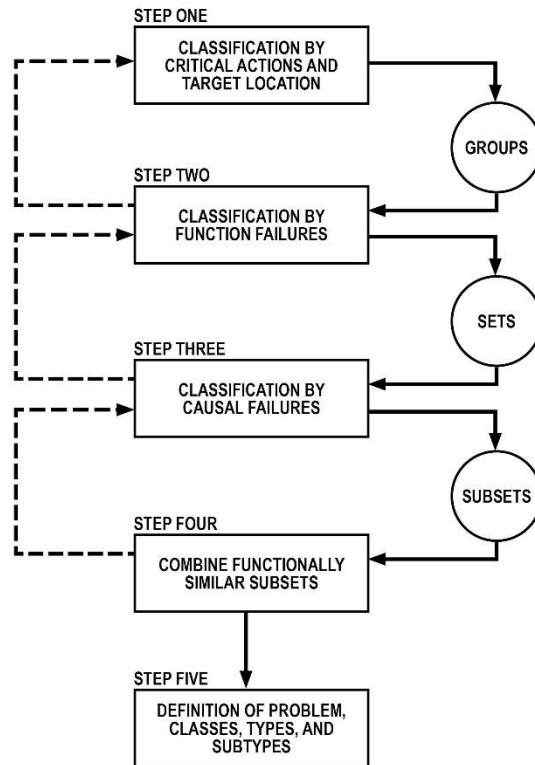 STEP ONE
CLASSIFICATION BY
CRITICAL ACTIONS AND
TARGET LOCATION
GROUPS
STEP TWO
CLASSIFICATION BY
FUNCTION FAILURES
SETS
STEP THREE
CLASSIFICATION BY
CAUSAL FAILURES
SUBSETS
STEP FOUR
COMBINE FUNCTIONALLY
SIMILAR SUBSETS
STEP FIVE
DEFINITION OF PROBLEM,
CLASSES, TYPES, AND
SUBTYPES